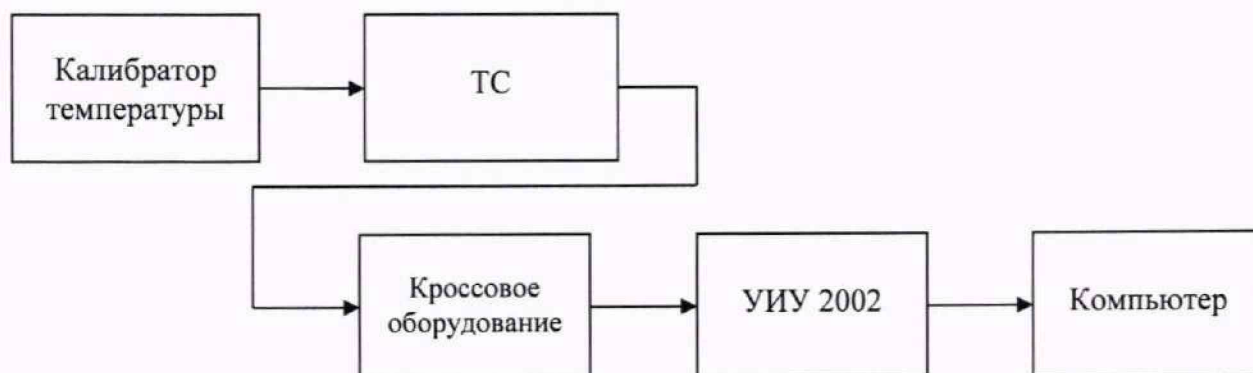 Калибратор
температуры
ТС
Кроссовое
оборудование
УИУ 2002
Компьютер